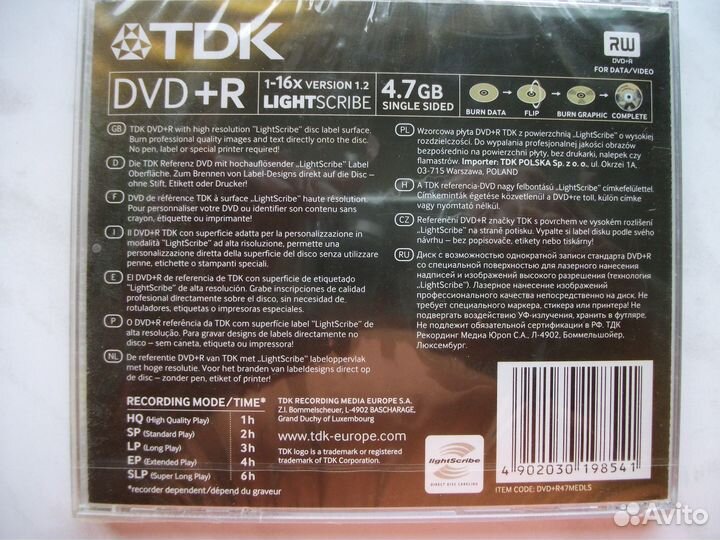 TDK
RW
DVD+R
FOR DATA/VIDEO
DVD +R
1-16x VERSION 1.2
LIGHTSCRIBE
4.7GB
SINGLE SIDED
BURN DATA
FLIP
BURN GRAPHIC
COMPLETE
GB TDK DVD+R with high resolution "LightScribe" disc label surface.
Burn professional quality images and text directly onto the disc.
No pen, label or special printer required!
D Die TDK Referenz DVD mit hochauflösender „LightScribe" Label
Oberfläche. Zum Brennen von Label-Designs direkt auf die Disc –
ohne Stift, Etikett oder Drucker!
F DVD de référence TDK à surface „LightScribe" haute résolution.
Pour personnaliser votre DVD ou identifier son contenu sans
crayon, étiquette ou imprimante!
I Il DVD+R TDK con superfice adatta per la personalizzazione in
modalità "LightScribe" ad alta risoluzione, permette una
personalizzazione diretta della superfice del disco senza utilizzare
penne, etichette o stampanti speciali.
E El DVD+R de referencia de TDK con superficie de etiquetado
"LightScribe" de alta resolución. Grabe inscripciones de calidad
profesional directamente sobre el disco, sin necesidad de
rotuladores, etiquetas o impresoras especiales.
P O DVD+R referência da TDK com superfície label "LightScribe" de
alta resolução. Para gravar designs de labels directamente no
disco – sem caneta, etiqueta ou impressora!
NL De referentie DVD+R van TDK met „LightScribe" labeloppervlak
met hoge resolutie. Voor het branden van labeldesigns direct op
de disc – zonder pen, etiket of printer!
PL Wzorcowa płyta DVD+R TDK z powierzchnią „LightScribe" o wysokiej
rozdzielczości. Do wypalania profesjonalnej jakości obrazów
bezpośrednio na powierzchni płyty, bez drukarki, nalepek czy
flamastrów. Importer: TDK POLSKA Sp. z o. o., ul. Okrzei 1A,
03-715 Warszawa, POLAND
H A TDK referencia-DVD nagy felbontású „LightScribe" címkefelülettel.
Címkeminták égetése közvetlenül a DVD+re toll, külön címke
vagy nyomtató nélkül.
CZ Referenční DVD+R značky TDK s povrchem ve vysokém rozlišení
„LightScribe" na straně potisku. Vypalte si label disku podle svého
návrhu – bez popisovače, etikety nebo tiskárny!
RU Диск с возможностью однократной записи стандарта DVD+R
со специальной поверхностью для лазерного нанесения
надписей и изображений высокого разрешения (технология
„LightScribe"). Лазерное нанесение изображений
профессионального качества непосредственно на диск. Не
требует специального маркера, стикера или принтера! Не
подвергать воздействию УФ-излучения, хранить в футляре.
Не подлежит обязательной сертификации в РФ. ТДК
Рекординг Медиа Юроп С.А., Л-4902, Боммельшойер,
Люксембург.
RECORDING MODE/TIME*
HQ (High Quality Play) 1h
SP (Standard Play) 2h
LP (Long Play) 3h
EP (Extended Play) 4h
SLP (Super Long Play) 6h
*recorder dependent/dépend du graveur
TDK RECORDING MEDIA EUROPE S.A.
Z.I. Bommelscheuer, L-4902 BASCHARAGE,
Grand Duchy of Luxembourg
www.tdk-europe.com
TDK logo is a trademark or registered
trademark of TDK Corporation.
lightScribe
DIRECT DISC LABELING
4 902030 198541
ITEM CODE: DVD+R47MEDLS
Avito